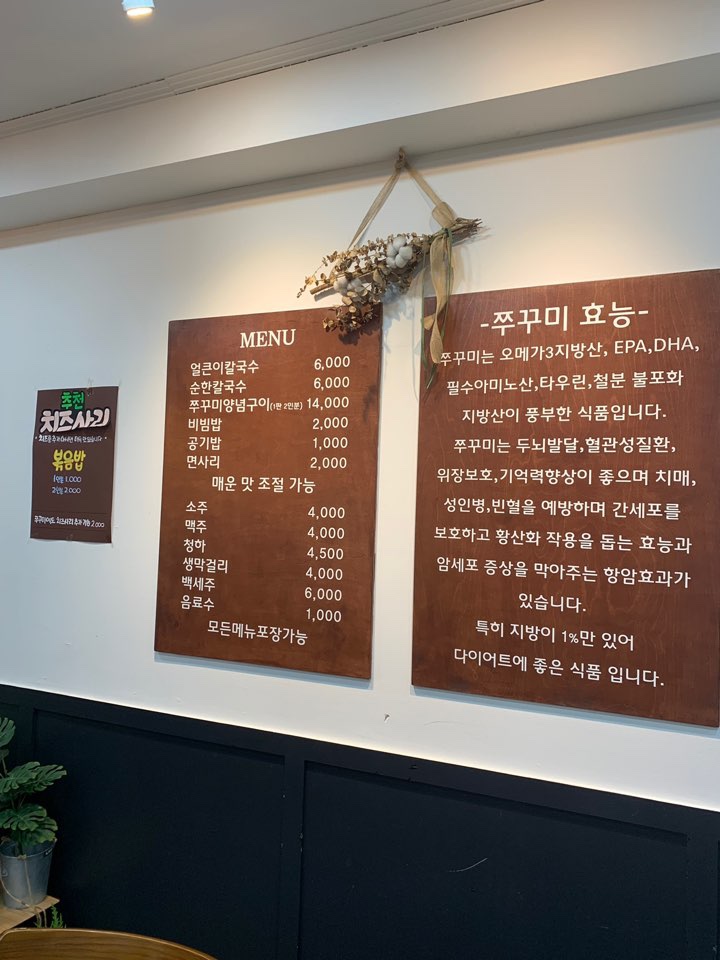 추천
치즈사리
볶음밥
1인분 1.000
2.000
치즈사리 추가 가능 2.000
MENU
얼큰이칼국수 6,000
순한칼국수 6,000
쭈꾸미양념구이(1판 2인분) 14,000
비빔밥 2,000
공기밥 1,000
면사리 2,000
매운 맛 조절 가능
소주 4,000
맥주 4,000
청하 4,500
생막걸리 4,000
백세주 6,000
음료수 1,000
모든메뉴포장가능
-쭈꾸미 효능-
쭈꾸미는 오메가3지방산, EPA,DHA,
필수아미노산,타우린,철분 불포화
지방산이 풍부한 식품입니다.
쭈꾸미는 두뇌발달,혈관성질환,
위장보호,기억력향상이 좋으며 치매,
성인병,빈혈을 예방하며 간세포를
보호하고 황산화 작용을 돕는 효능과
암세포 증상을 막아주는 항암효과가
있습니다.
특히 지방이 1%만 있어
다이어트에 좋은 식품 입니다.